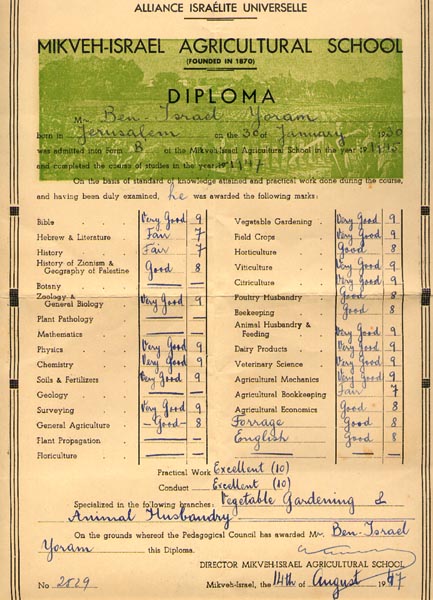 ALLIANCE ISRAÉLITE UNIVERSELLE
MIKVEH-ISRAEL AGRICULTURAL SCHOOL
(FOUNDED IN 1870)
DIPLOMA
Mr. Ben-Israel Yoram
born in Jerusalem on the 30 of January 1930
was admitted into Form B of the Mikveh-Israel Agricultural School in the year 1945
and completed the course of studies in the year 1947
On the basis of standard of knowledge attained and practical work done during the course,
and having been duly examined, he was awarded the following marks:
Bible Very Good 9
Hebrew & Literature Fair 7
History Fair 7
History of Zionism &
Geography of Palestine Good 8
Botany — —
Zoology &
General Biology Very Good 9
Plant Pathology — —
Mathematics — —
Physics Very Good 9
Chemistry Very Good 9
Soils & Fertilizers Very Good 9
Geology — —
Surveying Very Good 9
General Agriculture - Good - 8
Plant Propagation — —
Floriculture — —
Vegetable Gardening Very Good 9
Field Crops Very Good 9
Horticulture Good 8
Viticulture Very Good 9
Citriculture Very Good 9
Poultry Husbandry Good 8
Beekeeping Good 8
Animal Husbandry &
Feeding Very Good 9
Dairy Products Very Good 9
Veterinary Science Very Good 9
Agricultural Mechanics Very Good 9
Agricultural Bookkeeping Fair 7
Agricultural Economics Good 8
Forrage Good 8
English Good 8
Practical Work Excellent (10)
Conduct Excellent (10)
Specialized in the following branches: Vegetable Gardening &
Animal Husbandry
On the grounds whereof the Pedagogical Council has awarded Mr. Ben-Israel
Yoram this Diploma.
DIRECTOR MIKVEH-ISRAEL AGRICULTURAL SCHOOL
No 2029 Mikveh-Israel, the 14th of August 1947